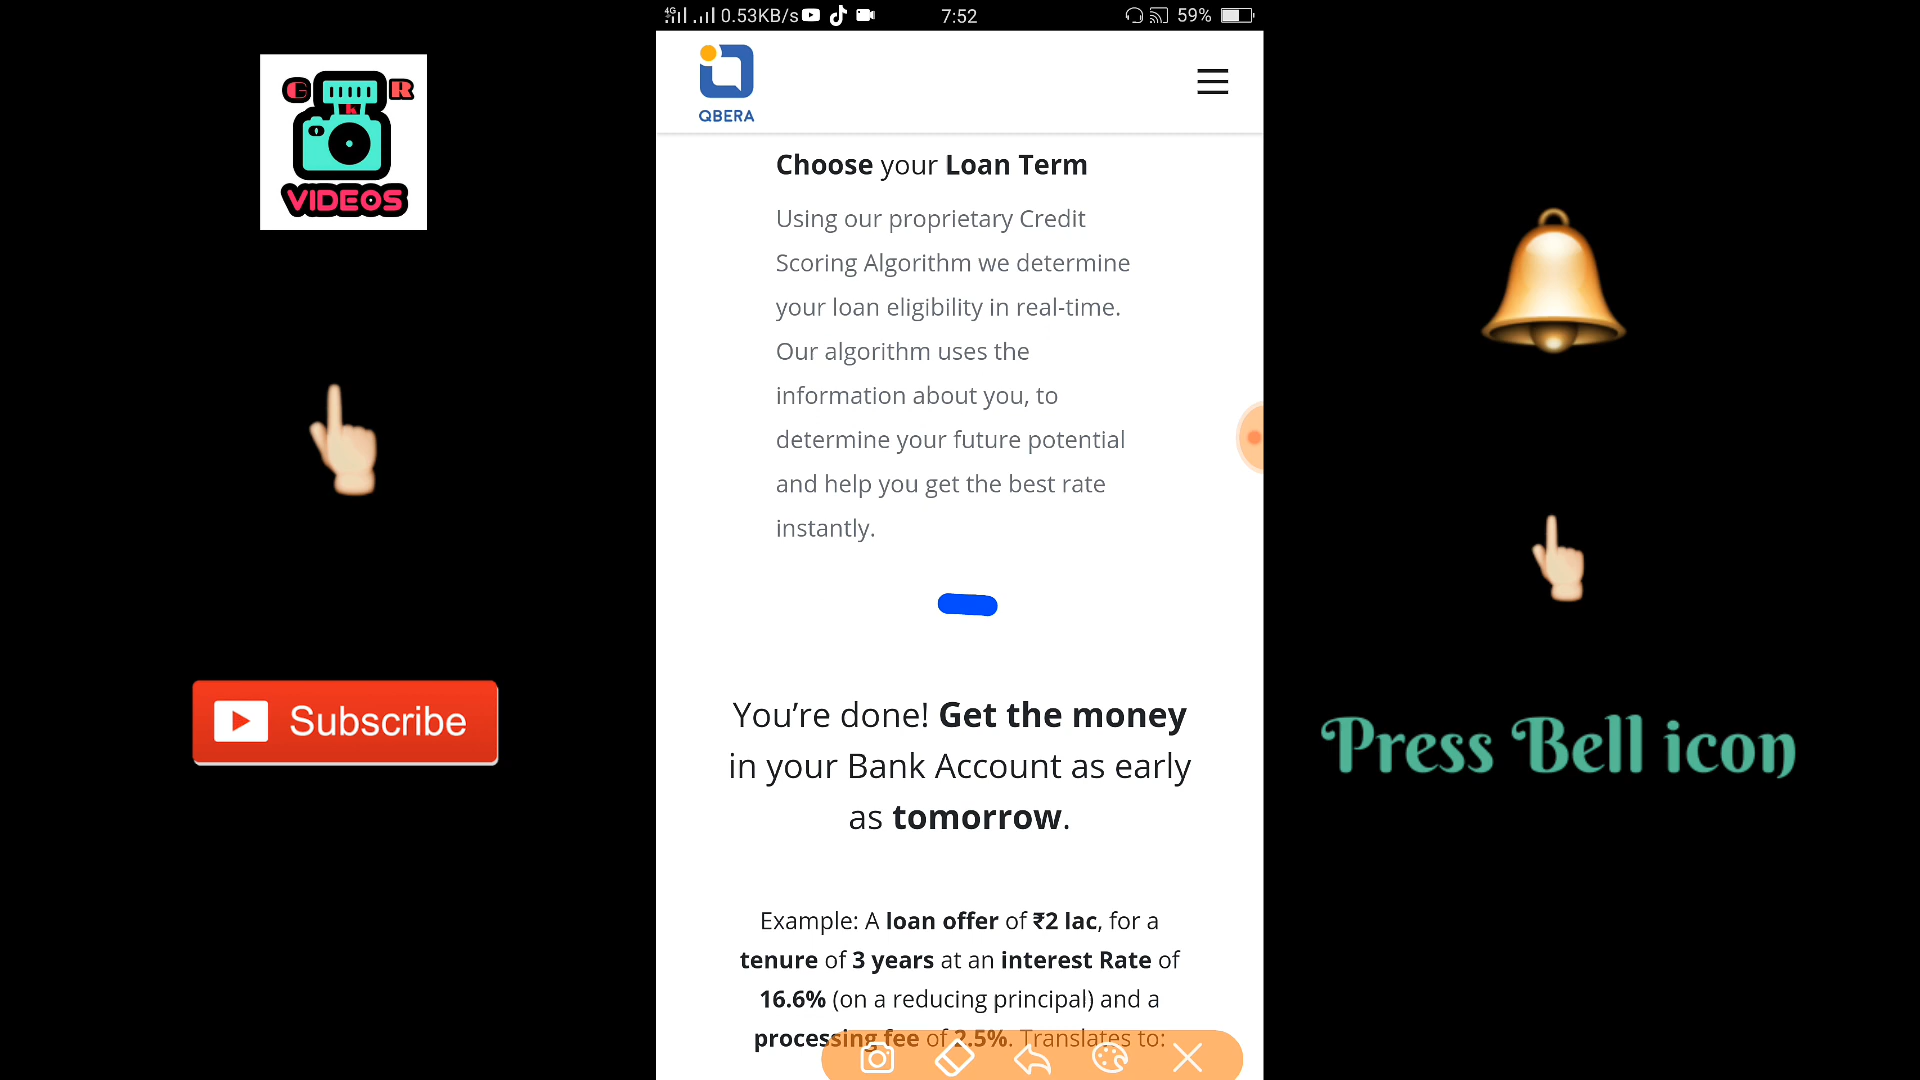 4G 0.53KB/s 7:52 59%
G R
VIDEOS
QBERA
Choose your Loan Term
Using our proprietary Credit
Scoring Algorithm we determine
your loan eligibility in real-time.
Our algorithm uses the
information about you, to
determine your future potential
and help you get the best rate
instantly.
You’re done! Get the money
in your Bank Account as early
as tomorrow.
Example: A loan offer of ₹2 lac, for a
tenure of 3 years at an interest Rate of
16.6% (on a reducing principal) and a
processing fee of 2.5%. Translates to:
Subscribe
Press Bell icon